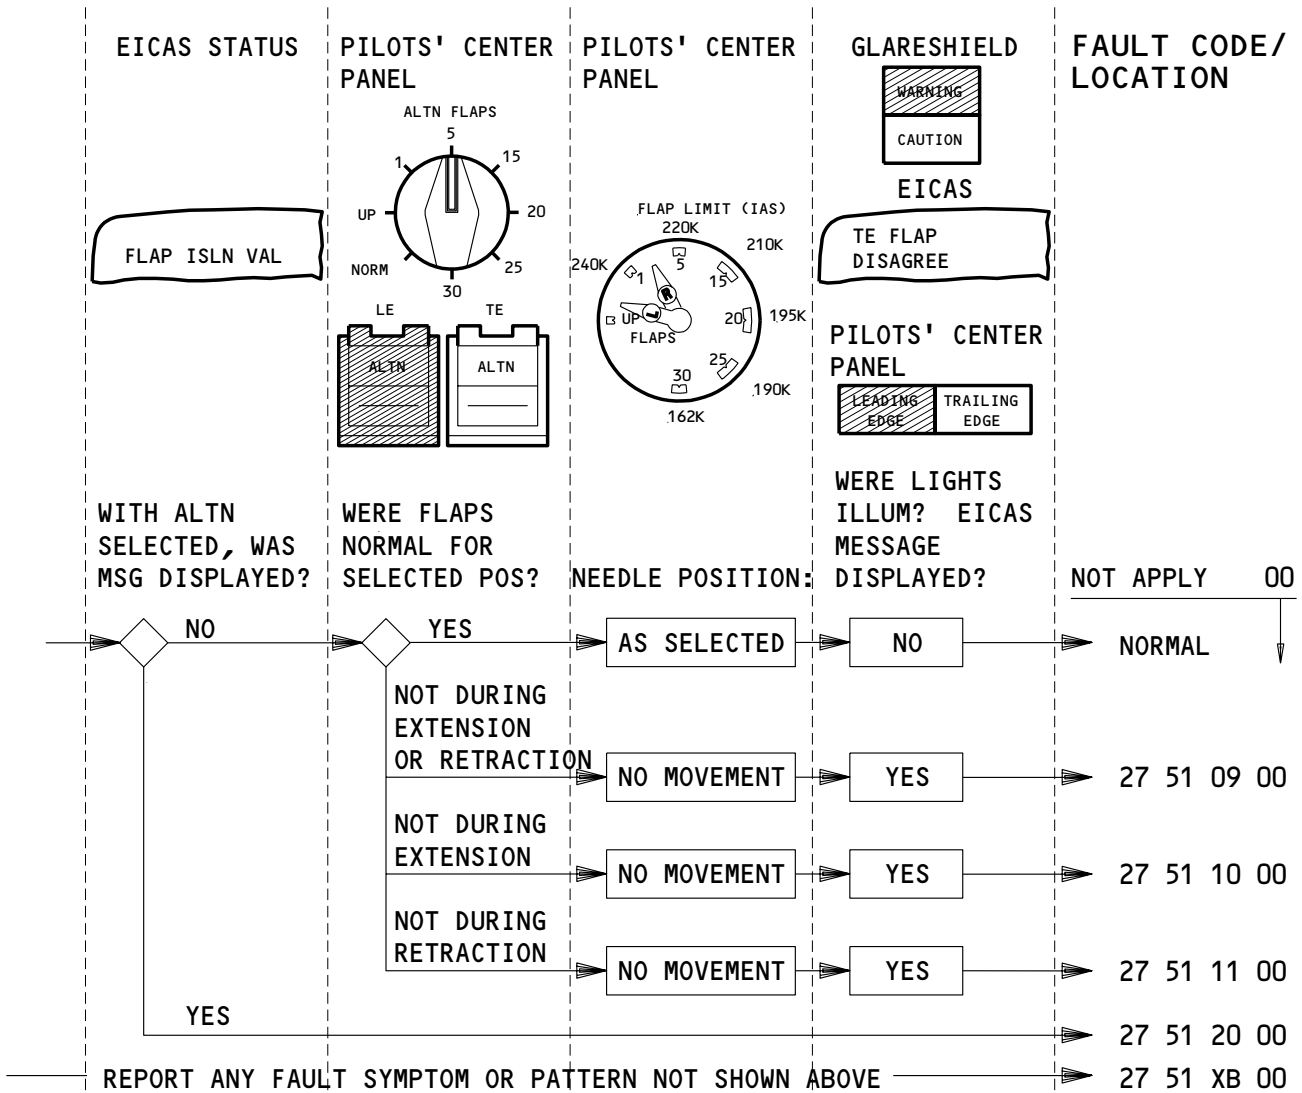 EICAS STATUS
PILOTS' CENTER
PANEL
PILOTS' CENTER
PANEL
GLARESHIELD
FAULT CODE/
LOCATION
WARNING
CAUTION
EICAS
ALTN FLAPS
5
1
15
UP
20
NORM
25
30
FLAP ISLN VAL
FLAP LIMIT (IAS)
220K
240K
210K
1
5
15
R
L
UP
20
195K
FLAPS
25
30
190K
162K
TE FLAP
DISAGREE
LE
TE
ALTN
ALTN
PILOTS' CENTER
PANEL
LEADING
EDGE
TRAILING
EDGE
WITH ALTN
SELECTED, WAS
MSG DISPLAYED?
WERE FLAPS
NORMAL FOR
SELECTED POS?
NEEDLE POSITION:
WERE LIGHTS
ILLUM? EICAS
MESSAGE
DISPLAYED?
NOT APPLY 00
NO
YES
AS SELECTED
NO
NORMAL
NOT DURING
EXTENSION
OR RETRACTION
NO MOVEMENT
YES
27 51 09 00
NOT DURING
EXTENSION
NO MOVEMENT
YES
27 51 10 00
NOT DURING
RETRACTION
NO MOVEMENT
YES
27 51 11 00
YES
27 51 20 00
REPORT ANY FAULT SYMPTOM OR PATTERN NOT SHOWN ABOVE
27 51 XB 00